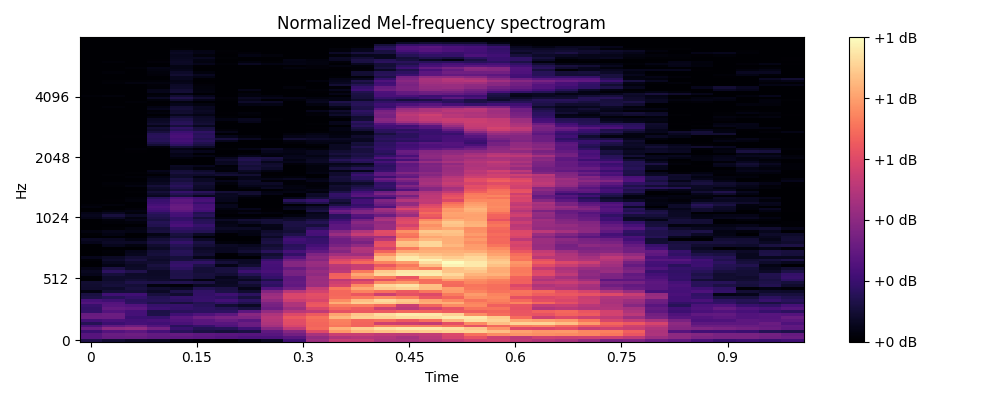 Normalized Mel-frequency spectrogram
Hz
4096
2048
1024
512
0
0 0.15 0.3 0.45 0.6 0.75 0.9
Time
+1 dB
+1 dB
+1 dB
+0 dB
+0 dB
+0 dB